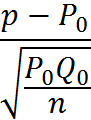 p − P₀
√(P₀Q₀
n)